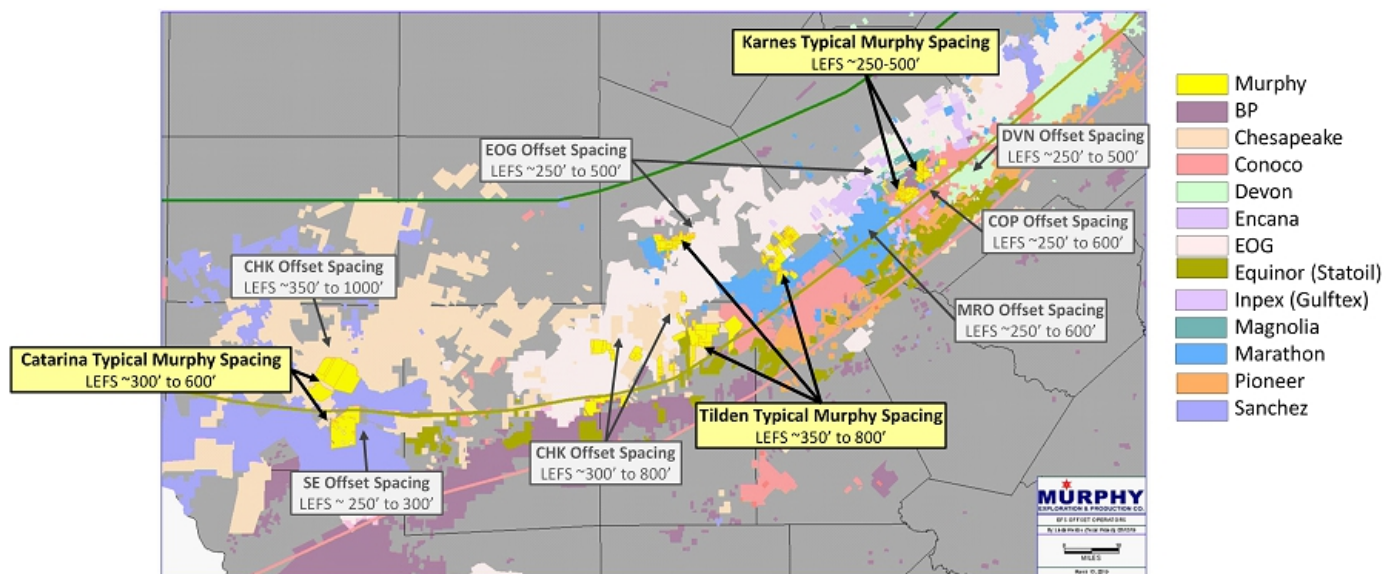 Karnes Typical Murphy Spacing
LEFS ~250-500’
EOG Offset Spacing
LEFS ~250’ to 500’
DVN Offset Spacing
LEFS ~250’ to 500’
COP Offset Spacing
LEFS ~250’ to 600’
CHK Offset Spacing
LEFS ~350’ to 1000’
MRO Offset Spacing
LEFS ~250’ to 600’
Catarina Typical Murphy Spacing
LEFS ~300’ to 600’
Tilden Typical Murphy Spacing
LEFS ~350’ to 800’
CHK Offset Spacing
LEFS ~300’ to 800’
SE Offset Spacing
LEFS ~ 250’ to 300’
Murphy
BP
Chesapeake
Conoco
Devon
Encana
EOG
Equinor (Statoil)
Inpex (Gulftex)
Magnolia
Marathon
Pioneer
Sanchez
MURPHY
EXPLORATION & PRODUCTION CO.
EFS OFFSET OPERATORS
MILES